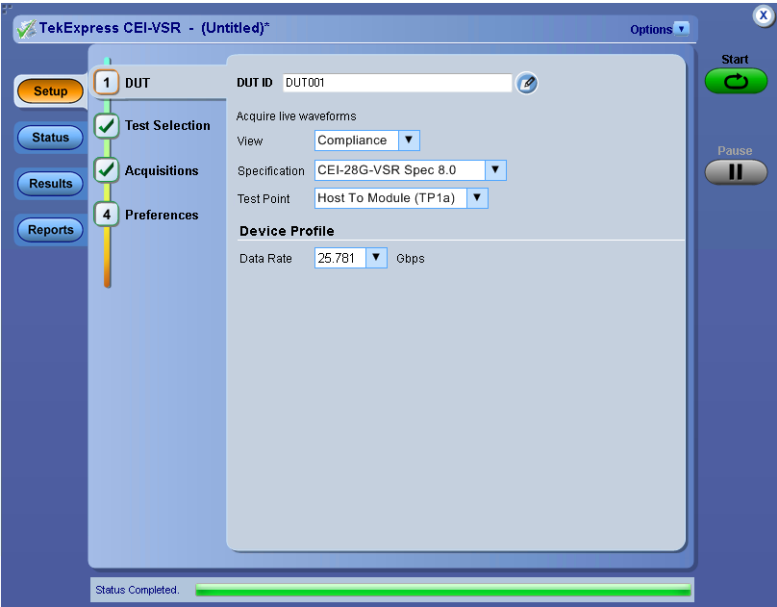 TekExpress CEI-VSR - (Untitled)*
Options
x
Start
Setup
1 DUT
DUT ID DUT001
Acquire live waveforms
Test Selection
Status
View Compliance
Pause
Acquisitions
Specification CEI-28G-VSR Spec 8.0
Results
Test Point Host To Module (TP1a)
4 Preferences
Reports
Device Profile
Data Rate 25.781 Gbps
Status Completed.